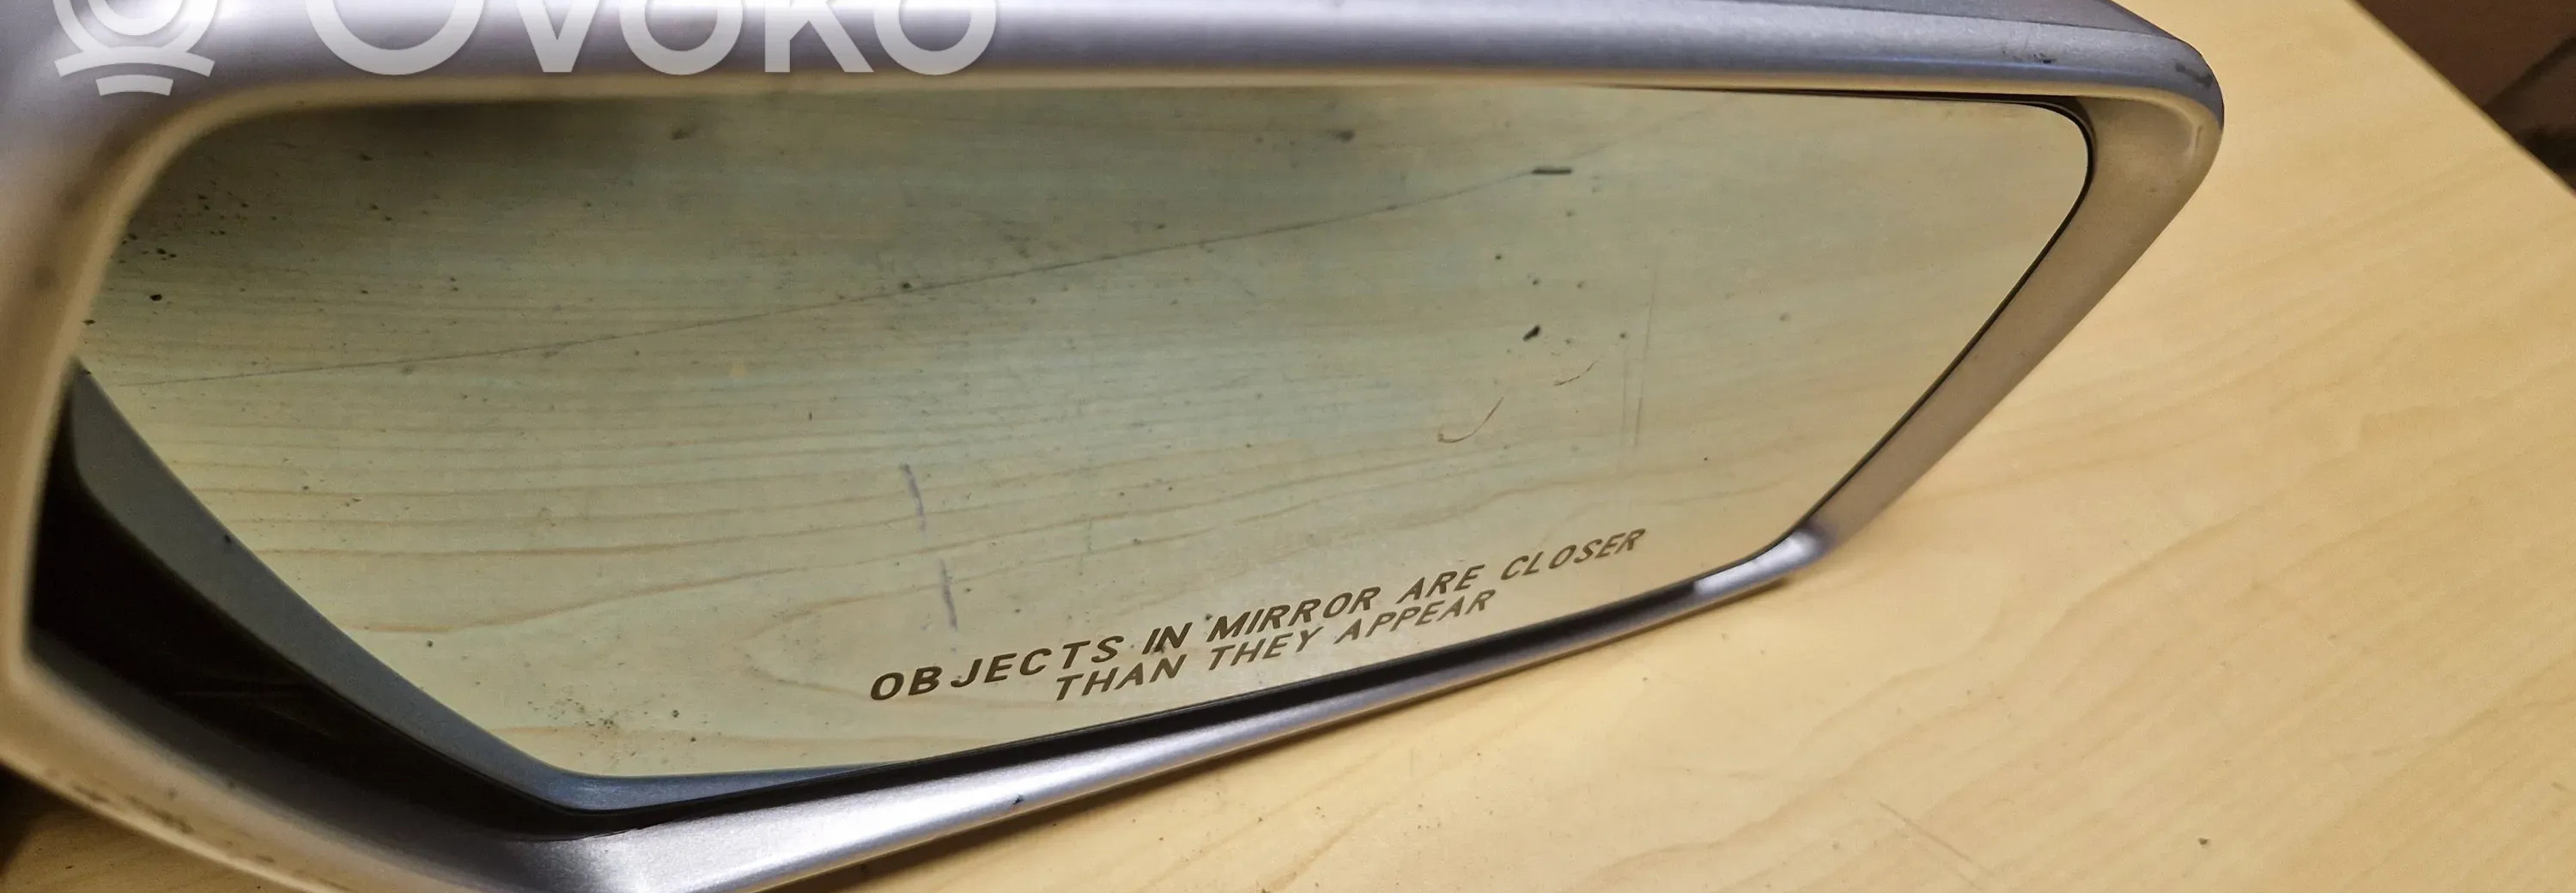 Ovoko
OBJECTS IN MIRROR ARE CLOSER
THAN THEY APPEAR